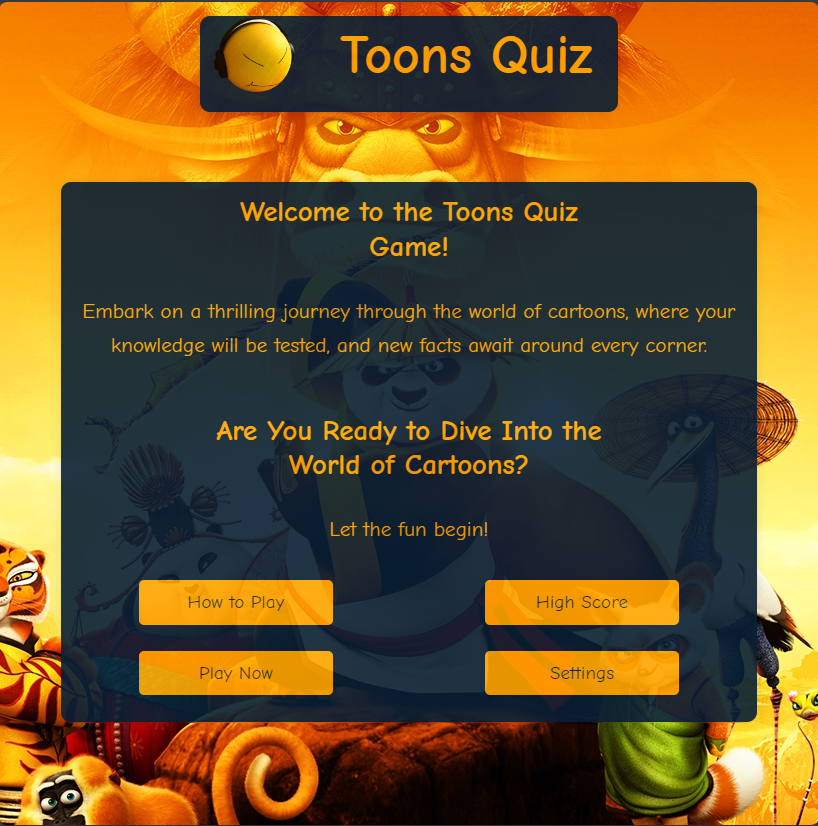 Toons Quiz
Welcome to the Toons Quiz
Game!
Embark on a thrilling journey through the world of cartoons, where your
knowledge will be tested, and new facts await around every corner.
Are You Ready to Dive Into the
World of Cartoons?
Let the fun begin!
How to Play
High Score
Play Now
Settings